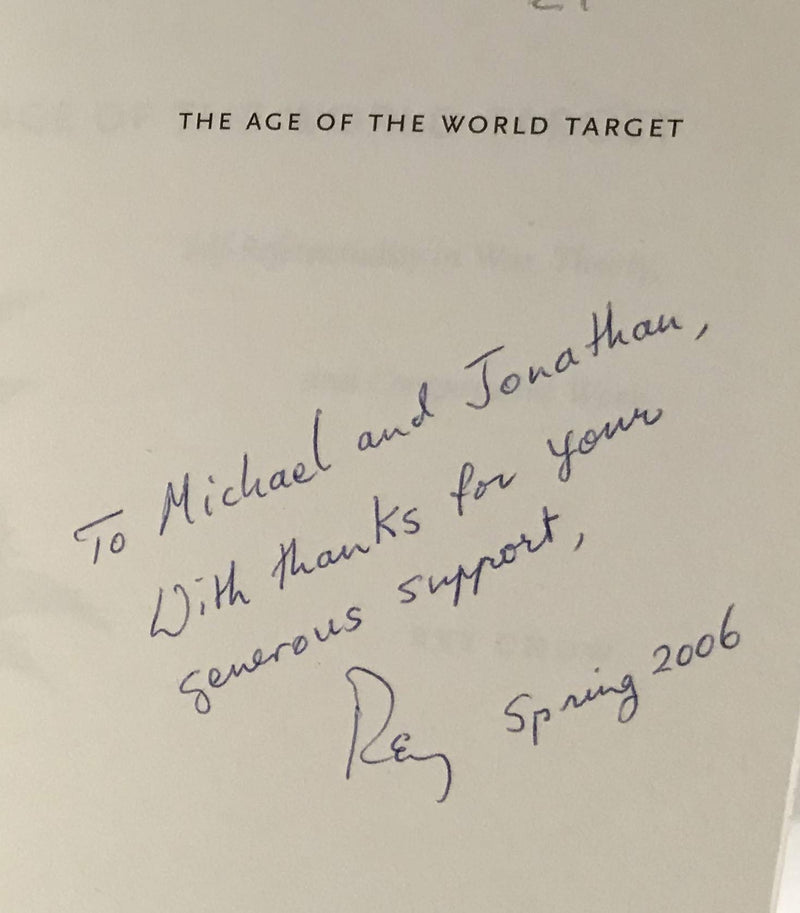 THE AGE OF THE WORLD TARGET
To Michael and Jonathan,
With thanks for your
generous support,
Rey Spring 2006